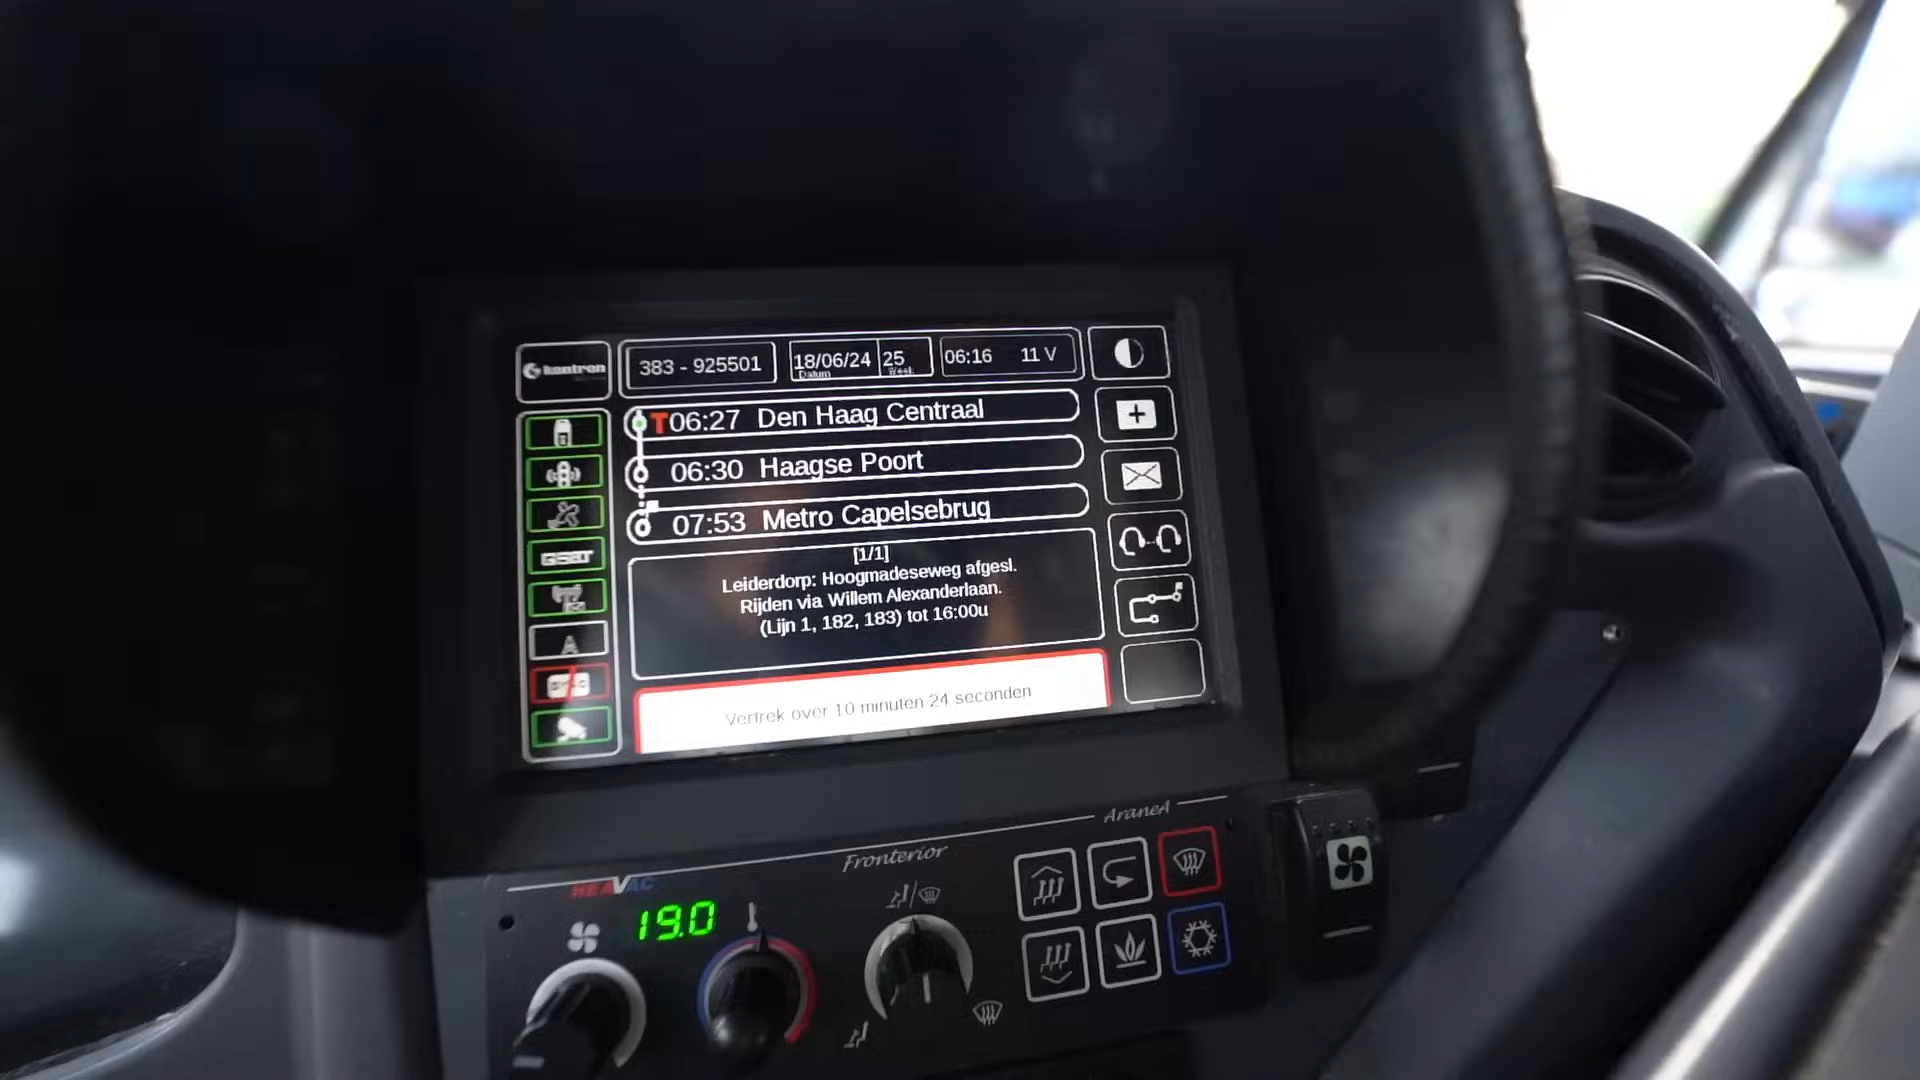 kontron
383 - 925501
18/06/24
Datum
25
Week
06:16 11 V
T06:27 Den Haag Centraal
06:30 Haagse Poort
07:53 Metro Capelsebrug
[1/1]
Leiderdorp: Hoogmadeseweg afgesl.
Rijden via Willem Alexanderlaan.
(Lijn 1, 182, 183) tot 16:00u
Vertrek over 10 minuten 24 seconden
AraneA
Fronterior
HEAVAC
19.0